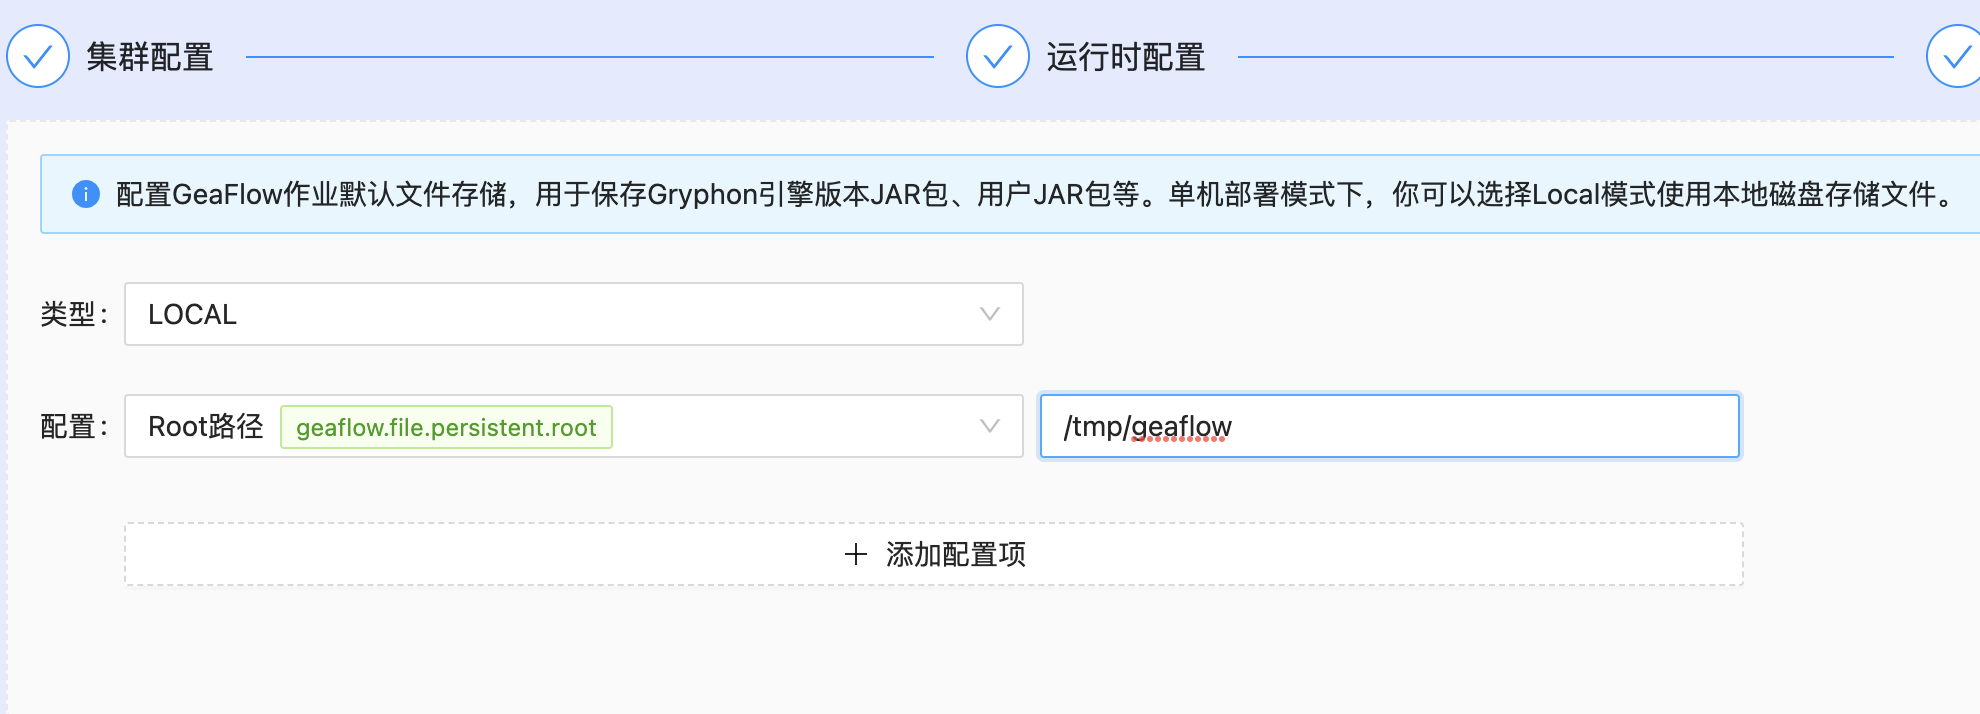 集群配置
运行时配置
配置GeaFlow作业默认文件存储，用于保存Gryphon引擎版本JAR包、用户JAR包等。单机部署模式下，你可以选择Local模式使用本地磁盘存储文件。
类型：
LOCAL
配置：
Root路径 geaflow.file.persistent.root
/tmp/geaflow
+ 添加配置项